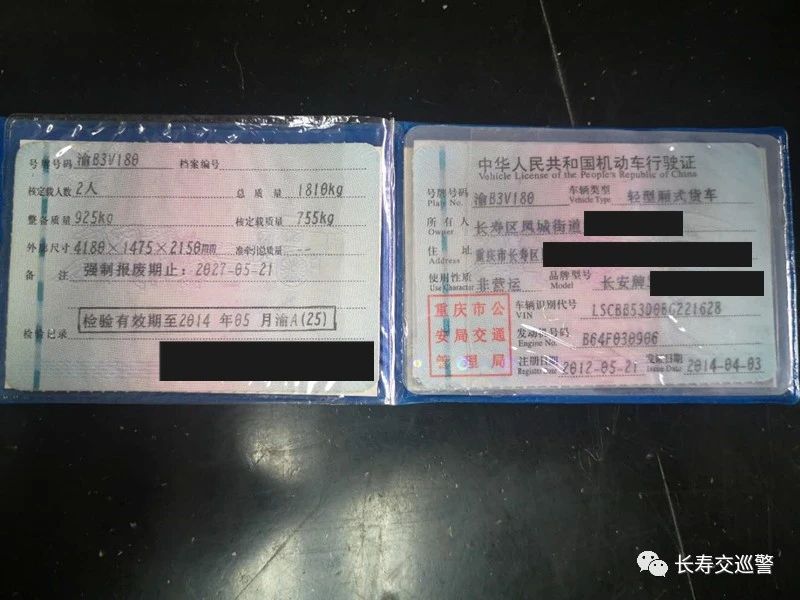 号牌号码 渝B3V180 档案编号
核定载人数 2人 总质量 1810kg
整备质量 925kg 核定载质量 755kg
外廓尺寸 4180×1475×2150mm 准牵引总质量 --
备注 强制报废期止：2027-05-21
检验有效期至2014年05月渝A(25)
检验记录
中华人民共和国机动车行驶证
Vehicle License of the People's Republic of China
号牌号码 渝B3V180 车辆类型 轻型厢式货车
Plate No. Vehicle Type
所有人 长寿区凤城街道
Owner
住址 重庆市长寿区
Address
使用性质 非营运 品牌型号 长安牌
Use Character Model
重庆市公安局交通管理局
车辆识别代号 LSCBB53D0BG221628
VIN
发动机号码 B64F030906
Engine No.
注册日期 2012-05-21 发证日期 2014-04-03
Register Date Issue Date
长寿交巡警